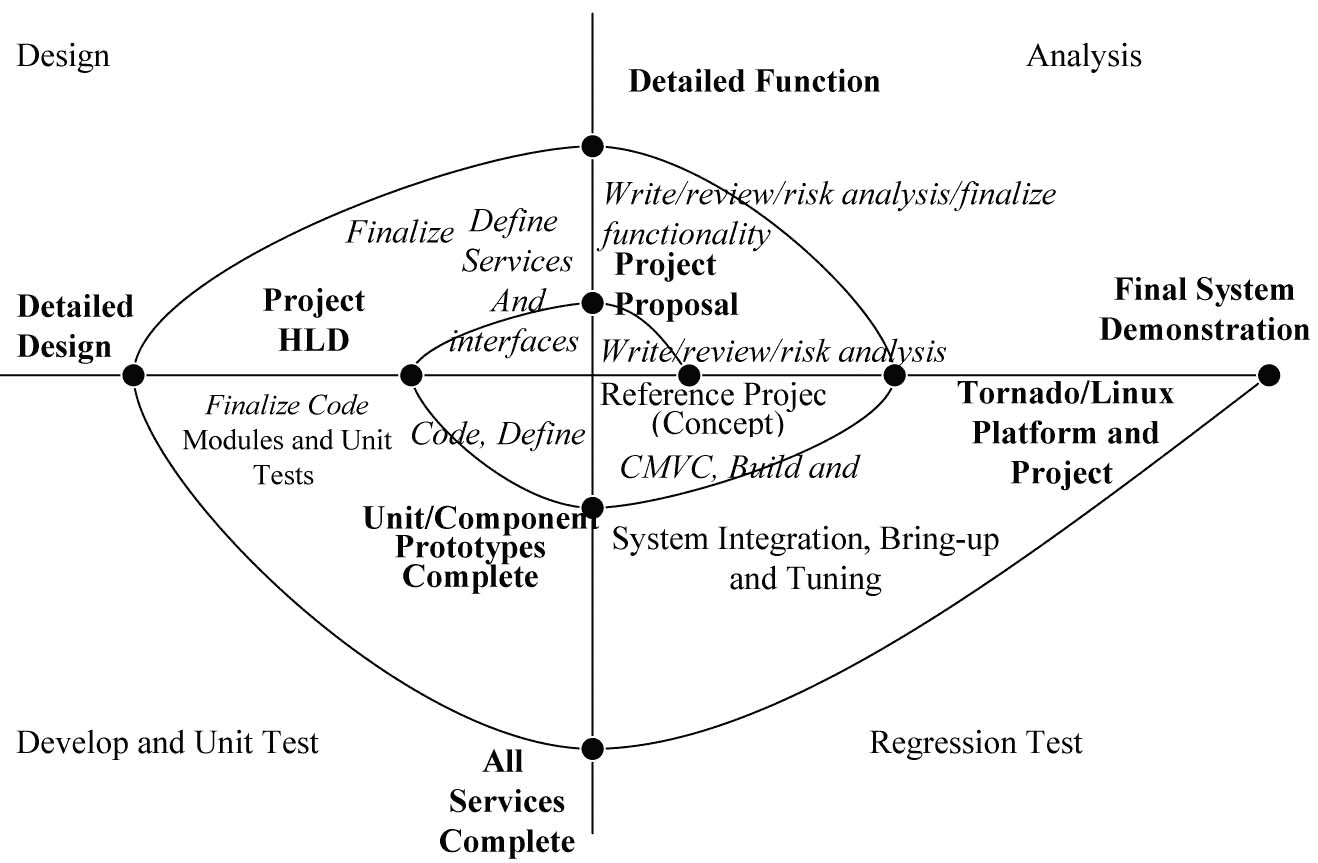 Design
Analysis
Detailed Function
Write/review/risk analysis/finalize
functionality
Finalize
Define
Services
And
interfaces
Project
Proposal
Project
HLD
Detailed
Design
Final System
Demonstration
Write/review/risk analysis
Reference Projec
(Concept)
Tornado/Linux
Platform and
Project
Finalize Code
Modules and Unit
Tests
Code, Define
CMVC, Build and
Unit/Component
Prototypes
Complete
System Integration, Bring-up
and Tuning
Develop and Unit Test
Regression Test
All
Services
Complete